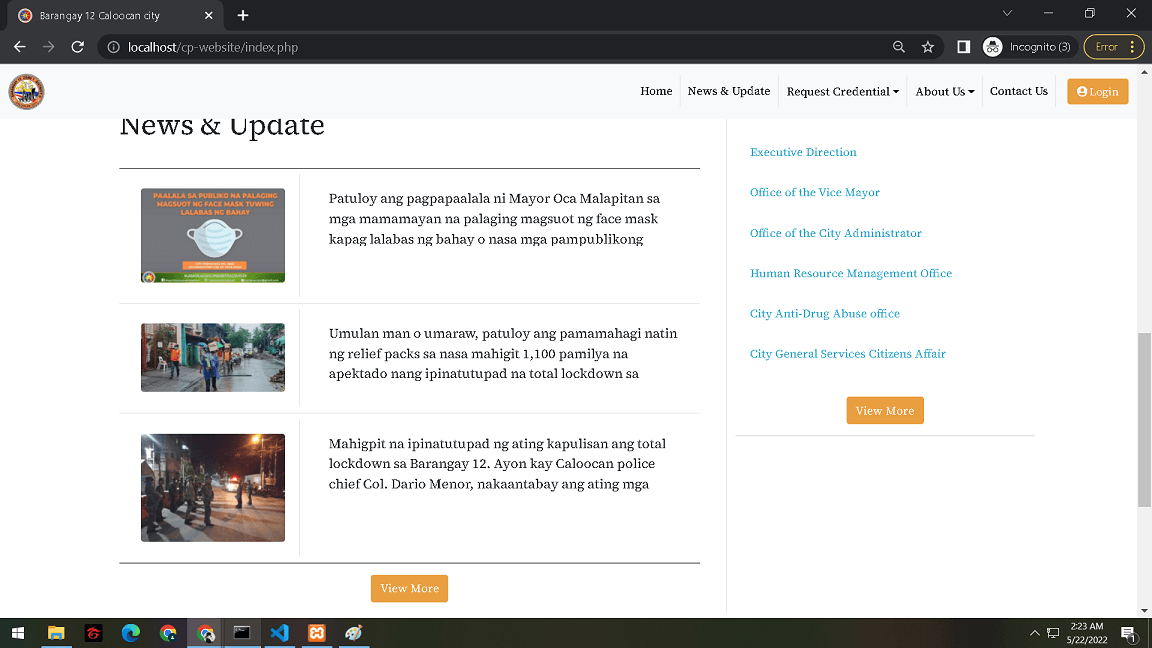 Barangay 12 Caloocan city
localhost/cp-website/index.php
Incognito (3)
Error
Home
News & Update
Request Credential
About Us
Contact Us
Login
News & Update
PAALALA SA PUBLIKO NA PALAGING
MAGSUOT NG FACE MASK TUWING
LALABAS NG BAHAY
Patuloy ang pagpapaalala ni Mayor Oca Malapitan sa
mga mamamayan na palaging magsuot ng face mask
kapag lalabas ng bahay o nasa mga pampublikong
Umulan man o umaraw, patuloy ang pamamahagi natin
ng relief packs sa nasa mahigit 1,100 pamilya na
apektado nang ipinatutupad na total lockdown sa
Mahigpit na ipinatutupad ng ating kapulisan ang total
lockdown sa Barangay 12. Ayon kay Caloocan police
chief Col. Dario Menor, nakaantabay ang ating mga
View More
Executive Direction
Office of the Vice Mayor
Office of the City Administrator
Human Resource Management Office
City Anti-Drug Abuse office
City General Services Citizens Affair
View More
2:23 AM
5/22/2022
1